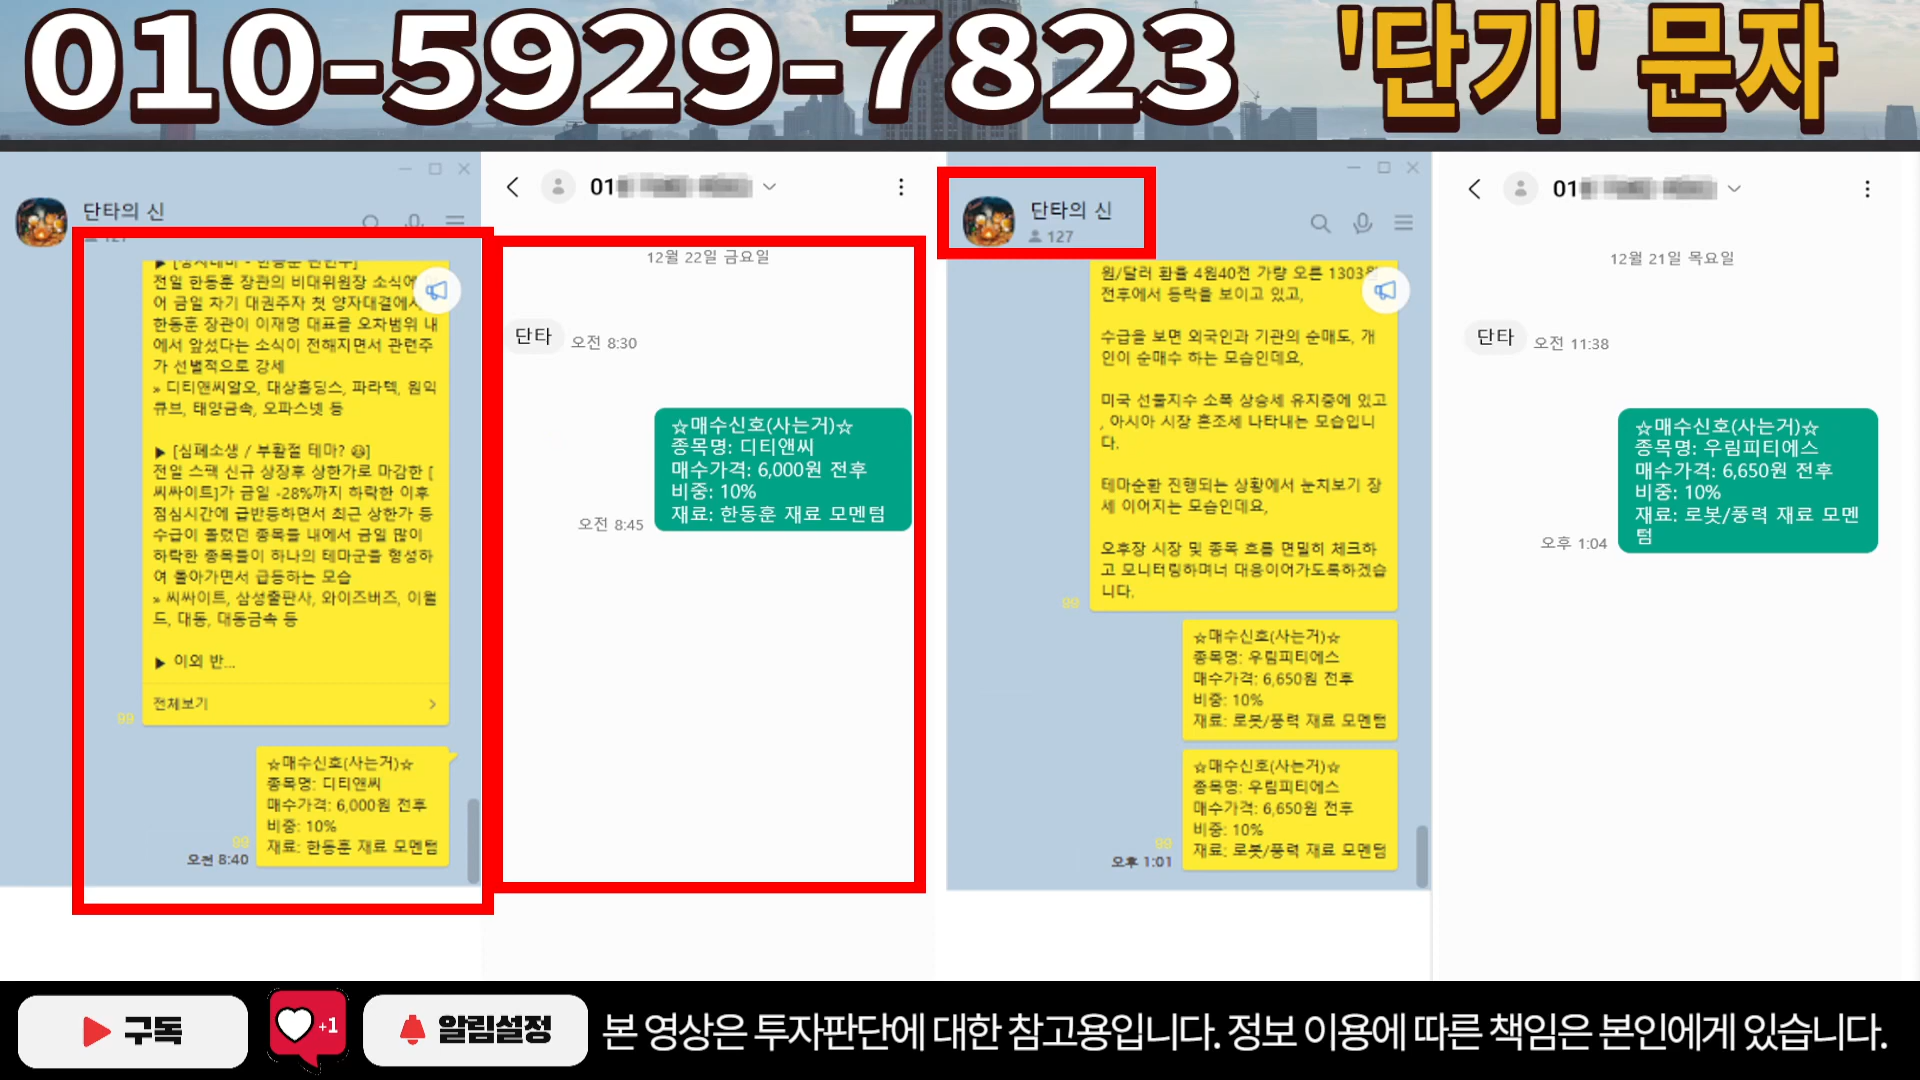 010-5929-7823 '단기' 문자
단타의 신
127
전일 한동훈 장관의 비대위원장 소식에
어 금일 차기 대권주자 첫 양자대결에서
한동훈 장관이 이재명 대표를 오차범위 내
에서 앞섰다는 소식이 전해지면서 관련주
가 선별적으로 강세
» 디티앤씨알오, 대상홀딩스, 파라텍, 원익
큐브, 태양금속, 오파스넷 등
▶ [심폐소생 / 부활절 테마? 😆]
전일 스팩 신규 상장후 상한가로 마감한 [
씨싸이트]가 금일 -28%까지 하락한 이후
점심시간에 급반등하면서 최근 상한가 등
수급이 몰렸던 종목들 내에서 금일 많이
하락한 종목들이 하나의 테마군을 형성하
여 돌아가면서 급등하는 모습
» 씨싸이트, 삼성출판사, 와이즈버즈, 이월
드, 대동, 대동금속 등
▶ 이외 반...
전체보기
99
☆매수신호(사는거)☆
종목명: 디티앤씨
매수가격: 6,000원 전후
비중: 10%
재료: 한동훈 재료 모멘텀
99
오전 8:40
01
12월 22일 금요일
단타 오전 8:30
☆매수신호(사는거)☆
종목명: 디티앤씨
매수가격: 6,000원 전후
비중: 10%
재료: 한동훈 재료 모멘텀
오전 8:45
단타의 신
127
원/달러 환율 4원40전 가량 오른 1303원
전후에서 등락을 보이고 있고,
수급을 보면 외국인과 기관의 순매도, 개
인이 순매수 하는 모습인데요,
미국 선물지수 소폭 상승세 유지중에 있고
, 아시아 시장 혼조세 나타내는 모습입니
다.
테마순환 진행되는 상황에서 눈치보기 장
세 이어지는 모습인데요,
오후장 시장 및 종목 흐름 면밀히 체크하
고 모니터링하며너 대응이어가도록하겠습
니다.
99
☆매수신호(사는거)☆
종목명: 우림피티에스
매수가격: 6,650원 전후
비중: 10%
재료: 로봇/풍력 재료 모멘텀
☆매수신호(사는거)☆
종목명: 우림피티에스
매수가격: 6,650원 전후
비중: 10%
재료: 로봇/풍력 재료 모멘텀
99
오후 1:01
01
12월 21일 목요일
단타 오전 11:38
☆매수신호(사는거)☆
종목명: 우림피티에스
매수가격: 6,650원 전후
비중: 10%
재료: 로봇/풍력 재료 모멘
텀
오후 1:04
구독 +1 알림설정 본 영상은 투자판단에 대한 참고용입니다. 정보 이용에 따른 책임은 본인에게 있습니다.